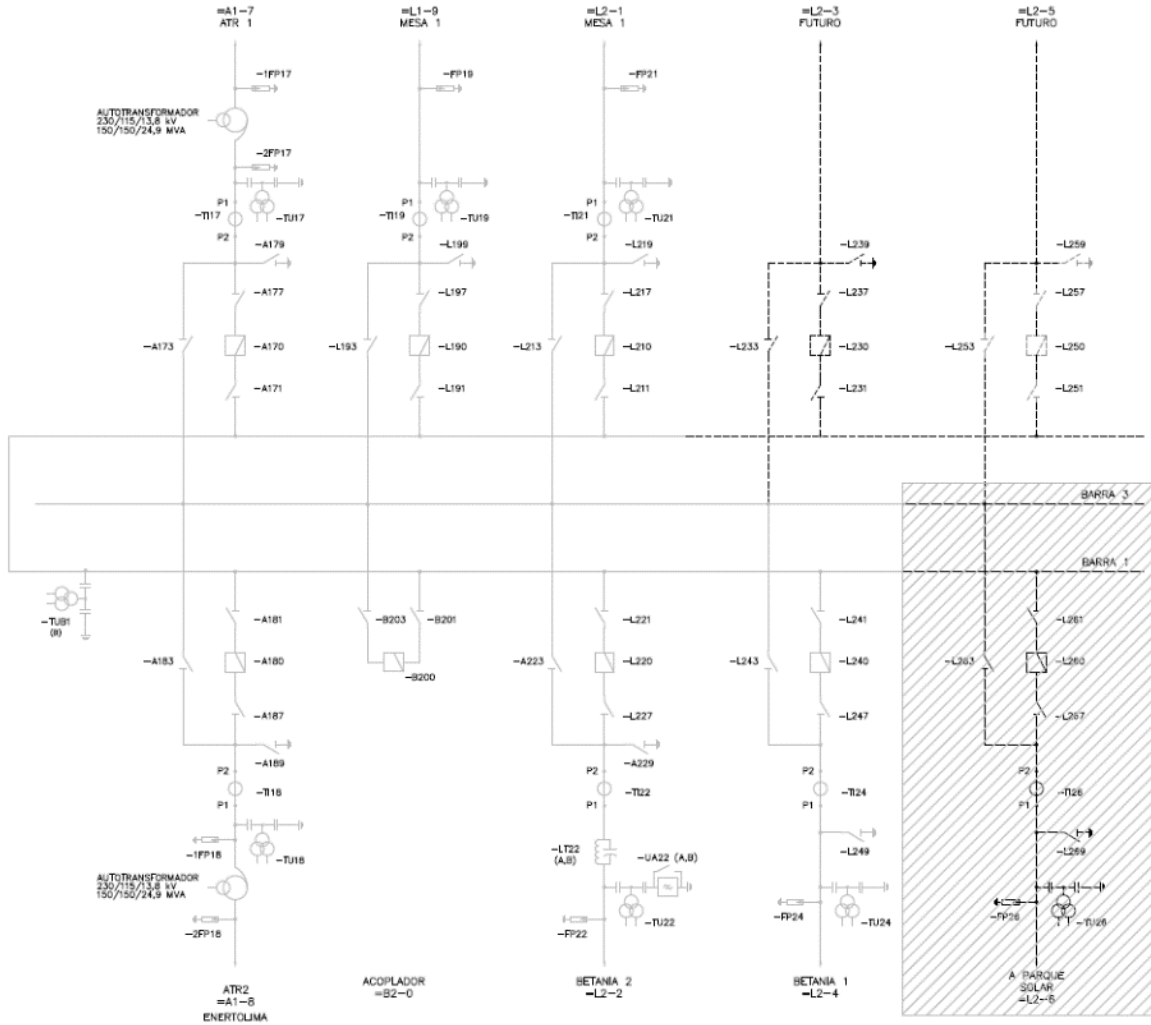 =A1-7
ATR 1
=L1-9
MESA 1
=L2-1
MESA 1
=L2-3
FUTURO
=L2-5
FUTURO
-1FP17
-FP19
-FP21
AUTOTRANSFORMADOR
230/115/13,8 kV
150/150/24,9 MVA
-2FP17
P1
-TI17
-TU17
P2
P1
-TI19
-TU19
P2
P1
-TI21
-TU21
P2
-A179
-L199
-L219
-L239
-L259
-A177
-L197
-L217
-L237
-L257
-A173
-A170
-L193
-L190
-L213
-L210
-L233
-L230
-L253
-L250
-A171
-L191
-L211
-L231
-L251
BARRA 3
BARRA 1
-TUB1
(B)
-A181
-B203
-B201
-L221
-L241
-L261
-A183
-A180
-B200
-A223
-L220
-L243
-L240
-L263
-L260
-A187
-L227
-L247
-L267
-A189
-A229
P2
-TI18
P1
P2
-TI22
P1
P2
-TI24
P1
P2
-TI26
P1
-1FP18
-TU18
-LT22
(A,B)
-UA22 (A,B)
-L249
-L269
AUTOTRANSFORMADOR
230/115/13,8 kV
150/150/24,9 MVA
-2FP18
-FP22
-TU22
-FP24
-TU24
-FP26
-TU26
ATR2
=A1-8
ENERTOLIMA
ACOPLADOR
=B2-0
BETANIA 2
-L2-2
BETANIA 1
-L2-4
A PARQUE
SOLAR
-L2-6